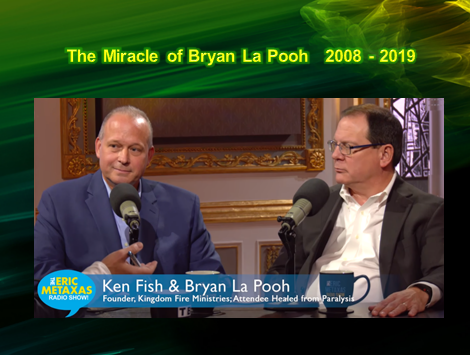 The Miracle of Bryan La Pooh 2008 - 2019
THE ERIC
METAXAS
RADIO SHOW!
Ken Fish & Bryan La Pooh
Founder, Kingdom Fire Ministries; Attendee Healed from Paralysis